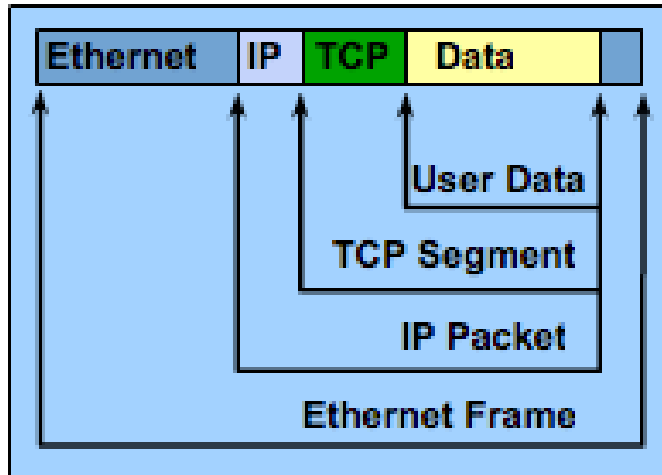 Ethernet IP TCP Data
User Data
TCP Segment
IP Packet
Ethernet Frame